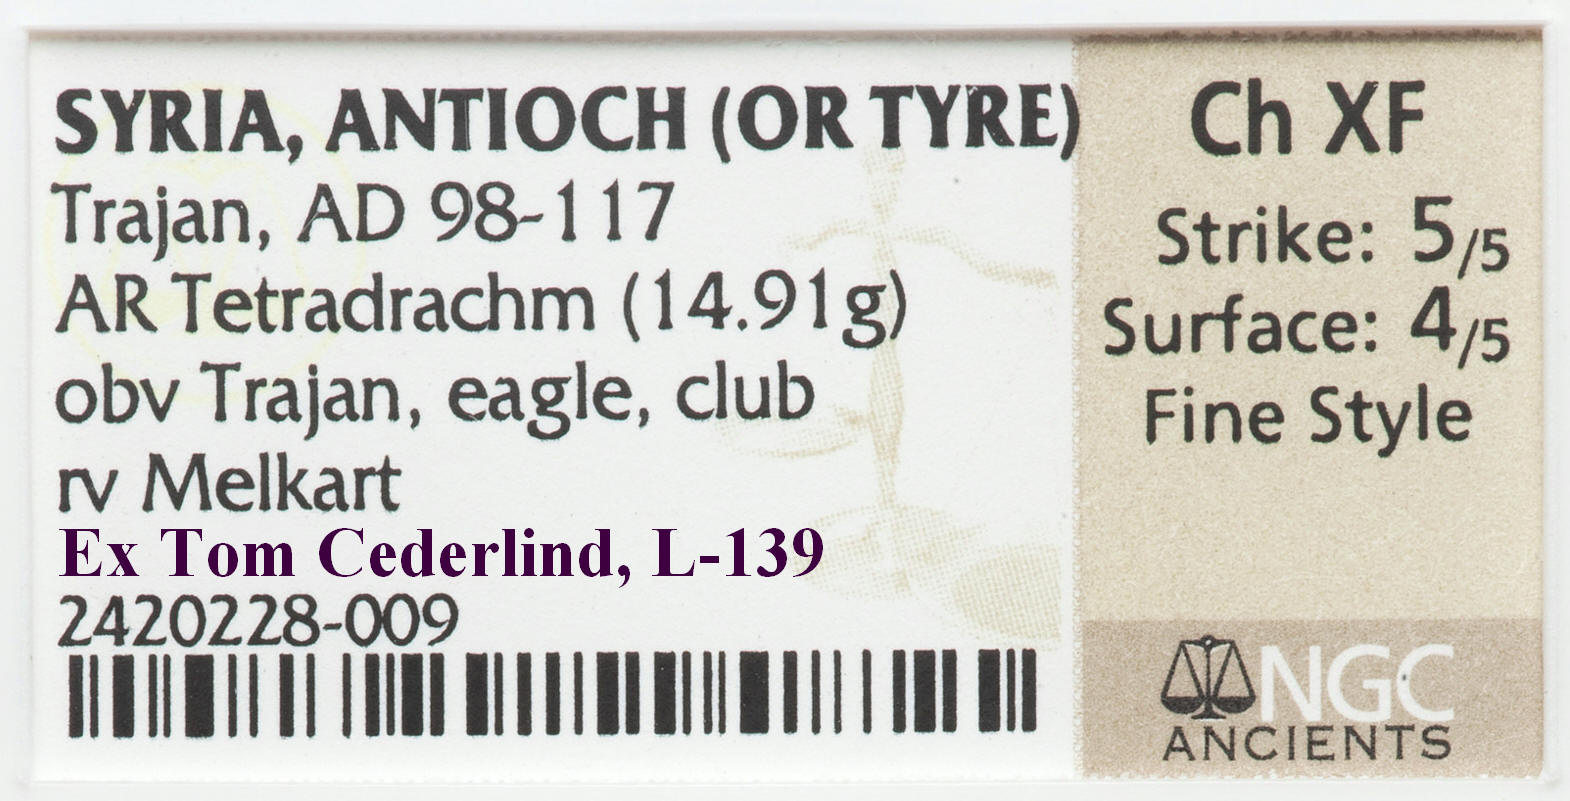 SYRIA, ANTIOCH (OR TYRE)
Trajan, AD 98-117
AR Tetradrachm (14.91g)
obv Trajan, eagle, club
rv Melkart
Ex Tom Cederlind, L-139
2420228-009
Ch XF
Strike: 5/5
Surface: 4/5
Fine Style
NGC
ANCIENTS